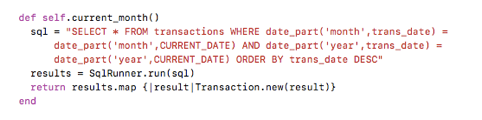 def self.current_month()
sql = "SELECT * FROM transactions WHERE date_part('month',trans_date) =
date_part('month',CURRENT_DATE) AND date_part('year',trans_date) =
date_part('year',CURRENT_DATE) ORDER BY trans_date DESC"
results = SqlRunner.run(sql)
return results.map {|result|Transaction.new(result)}
end